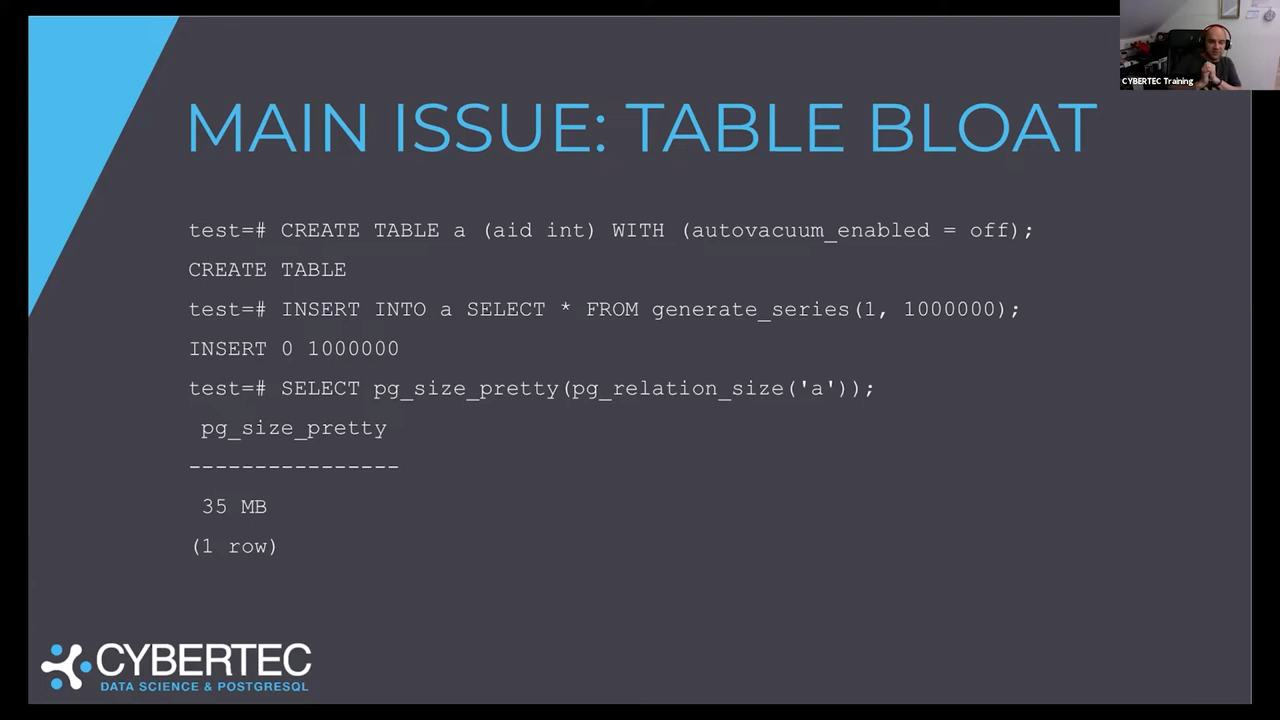 CYBERTEC Training
MAIN ISSUE: TABLE BLOAT
test=# CREATE TABLE a (aid int) WITH (autovacuum_enabled = off);
CREATE TABLE
test=# INSERT INTO a SELECT * FROM generate_series(1, 1000000);
INSERT 0 1000000
test=# SELECT pg_size_pretty(pg_relation_size('a'));
pg_size_pretty
----------------
35 MB
(1 row)
CYBERTEC
DATA SCIENCE & POSTGRESQL